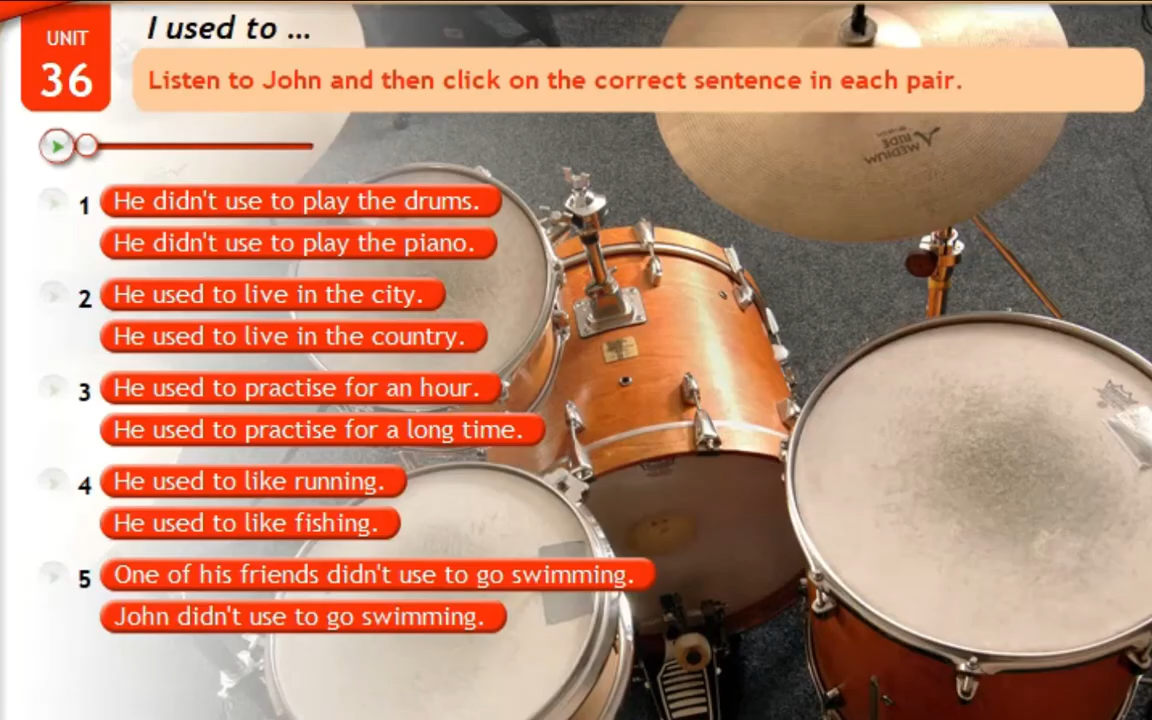 UNIT
36
I used to ...
Listen to John and then click on the correct sentence in each pair.
1 He didn't use to play the drums.
He didn't use to play the piano.
2 He used to live in the city.
He used to live in the country.
3 He used to practise for an hour.
He used to practise for a long time.
4 He used to like running.
He used to like fishing.
5 One of his friends didn't use to go swimming.
John didn't use to go swimming.
MEDIUM
RIDE